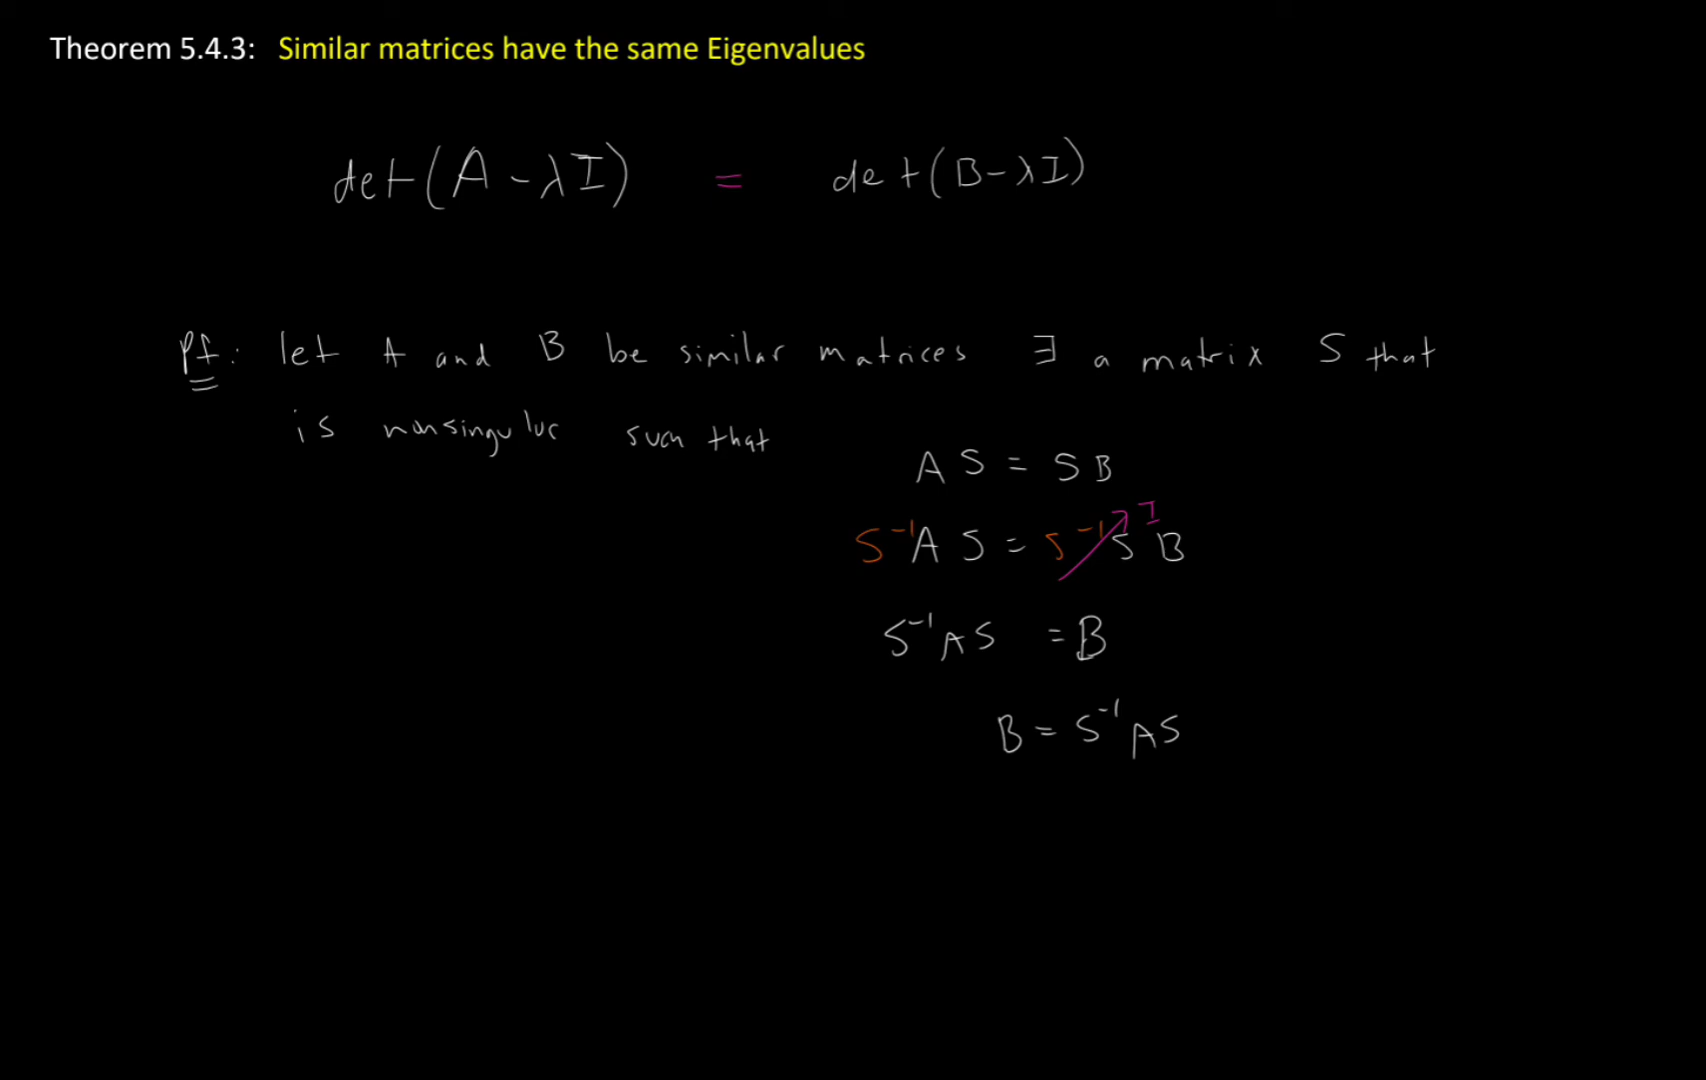 Theorem 5.4.3: Similar matrices have the same Eigenvalues
det(A - λI) = det(B - λI)
Pf: let A and B be similar matrices ∃ a matrix S that
is nonsingular such that
AS = SB
S⁻¹AS = S⁻¹SB I
S⁻¹AS = B
B = S⁻¹AS